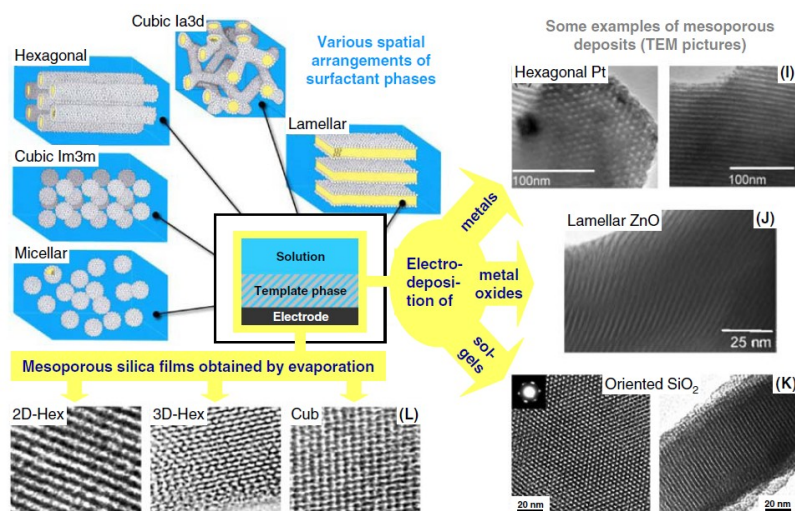 Cubic Ia3d
Hexagonal
Various spatial
arrangements of
surfactant phases
Lamellar
Cubic Im3m
Micellar
Solution
Template phase
Electrode
Electro-
deposition of
metals
metal
oxides
sol-
gels
Some examples of mesoporous
deposits (TEM pictures)
Hexagonal Pt
(I)
100nm
100nm
Lamellar ZnO
(J)
25 nm
Oriented SiO₂
(K)
20 nm
20 nm
Mesoporous silica films obtained by evaporation
2D-Hex
3D-Hex
Cub
(L)